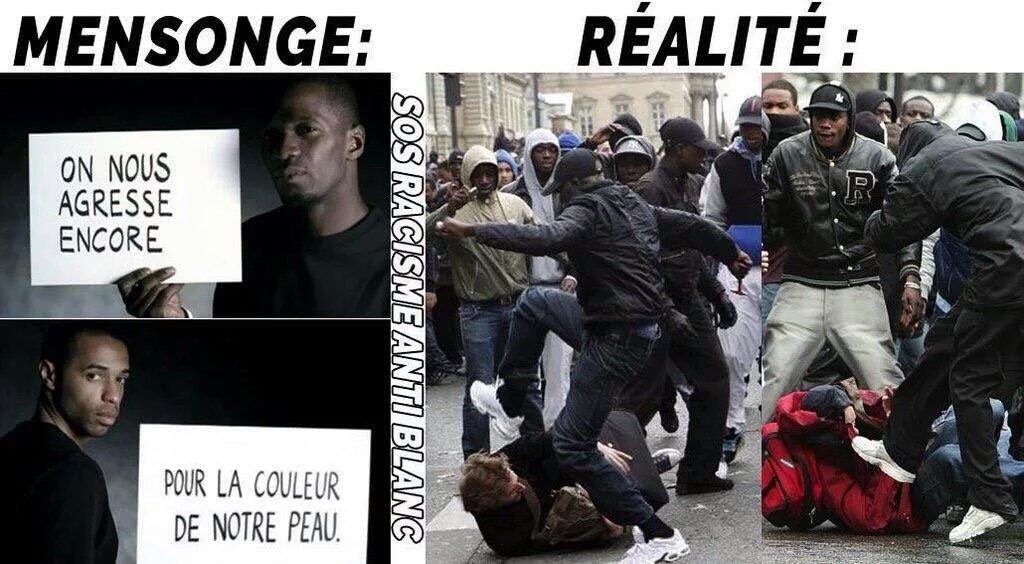 MENSONGE:
RÉALITÉ :
ON NOUS
AGRESSE
ENCORE
POUR LA COULEUR
DE NOTRE PEAU.
SOS RACISME ANTI BLANC
R